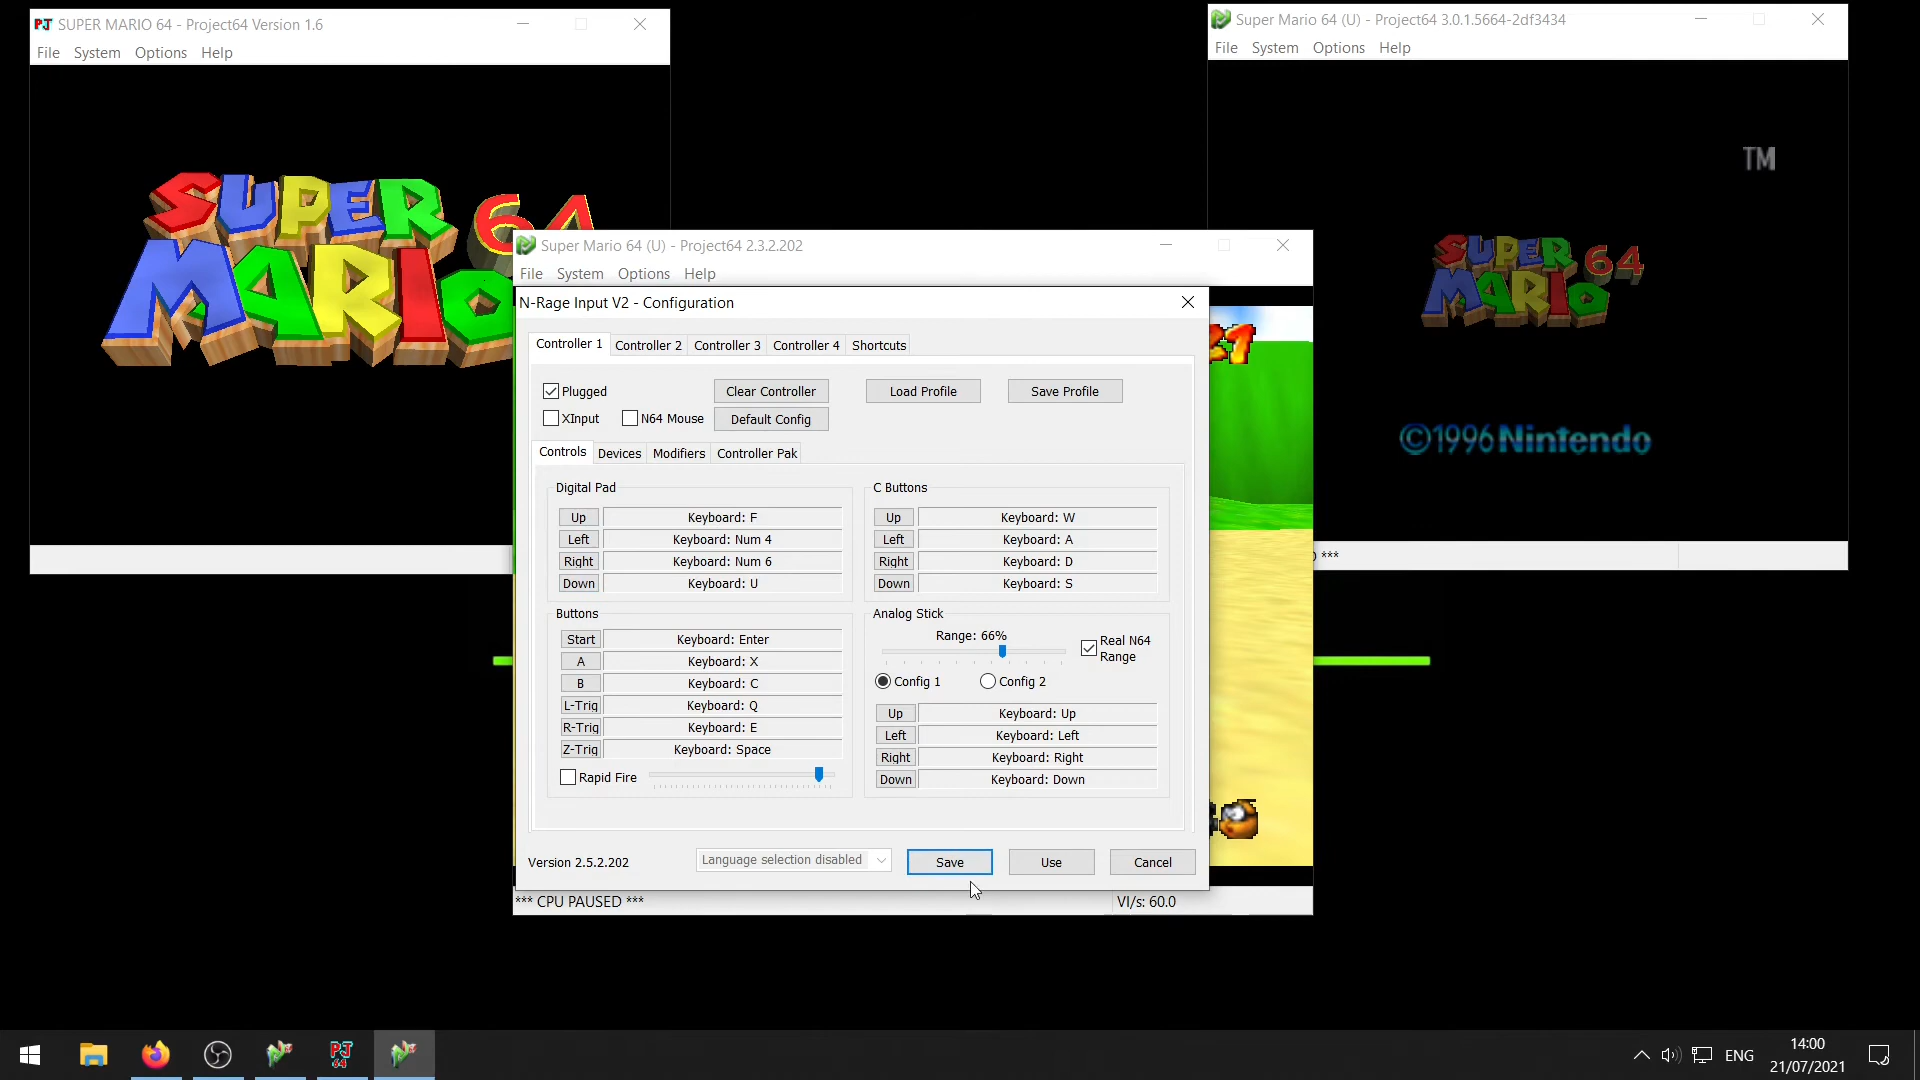 SUPER MARIO 64 - Project64 Version 1.6
File System Options Help
SUPER 64
MARIO
Super Mario 64 (U) - Project64 3.0.1.5664-2df3434
File System Options Help
TM
SUPER 64
MARIO
©1996 Nintendo
***
Super Mario 64 (U) - Project64 2.3.2.202
File System Options Help
N-Rage Input V2 - Configuration
Controller 1 Controller 2 Controller 3 Controller 4 Shortcuts
Plugged Clear Controller Load Profile Save Profile
XInput N64 Mouse Default Config
Controls Devices Modifiers Controller Pak
Digital Pad
Up Keyboard: F
Left Keyboard: Num 4
Right Keyboard: Num 6
Down Keyboard: U
C Buttons
Up Keyboard: W
Left Keyboard: A
Right Keyboard: D
Down Keyboard: S
Buttons
Start Keyboard: Enter
A Keyboard: X
B Keyboard: C
L-Trig Keyboard: Q
R-Trig Keyboard: E
Z-Trig Keyboard: Space
Rapid Fire
Analog Stick
Range: 66%
Real N64
Range
Config 1 Config 2
Up Keyboard: Up
Left Keyboard: Left
Right Keyboard: Right
Down Keyboard: Down
Version 2.5.2.202 Language selection disabled Save Use Cancel
*** CPU PAUSED *** VI/s: 60.0
PJ
64
ENG
14:00
21/07/2021